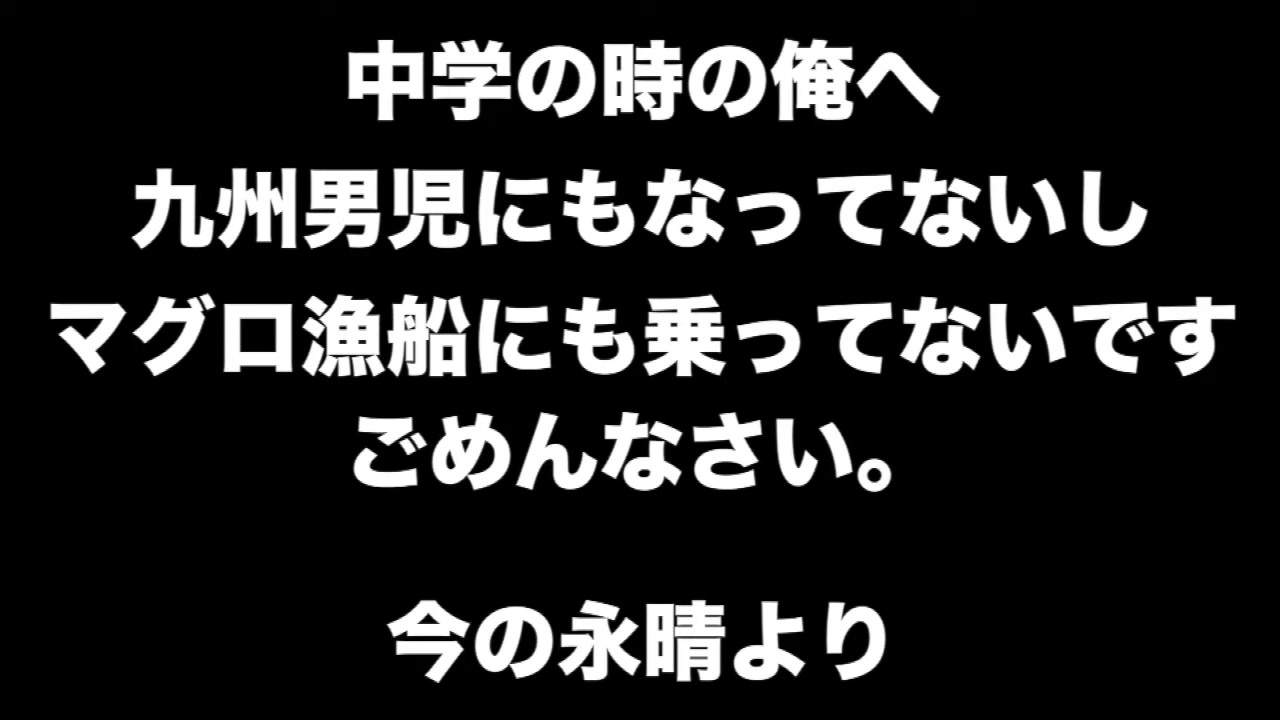 中学の時の俺へ
九州男児にもなってないし
マグロ漁船にも乗ってないです
ごめんなさい。
今の永晴より